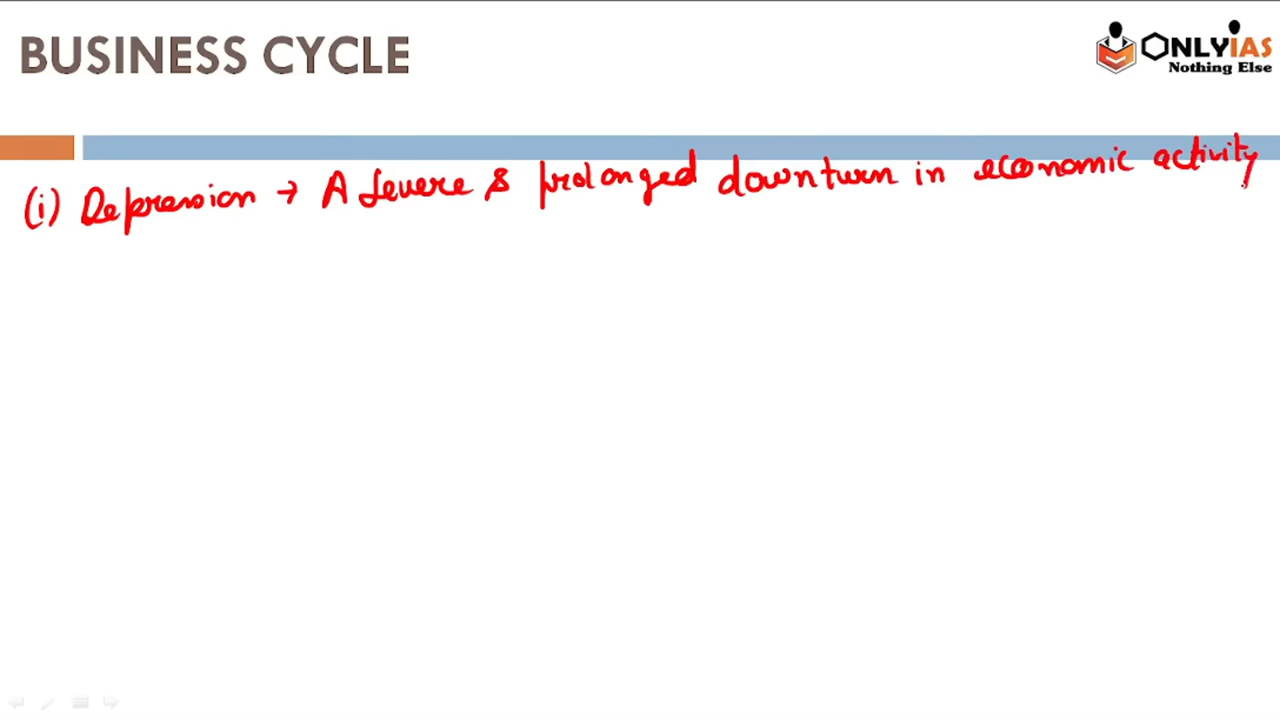 BUSINESS CYCLE
ONLYIAS
Nothing Else
(i) Depression → A severe & prolonged downturn in economic activity